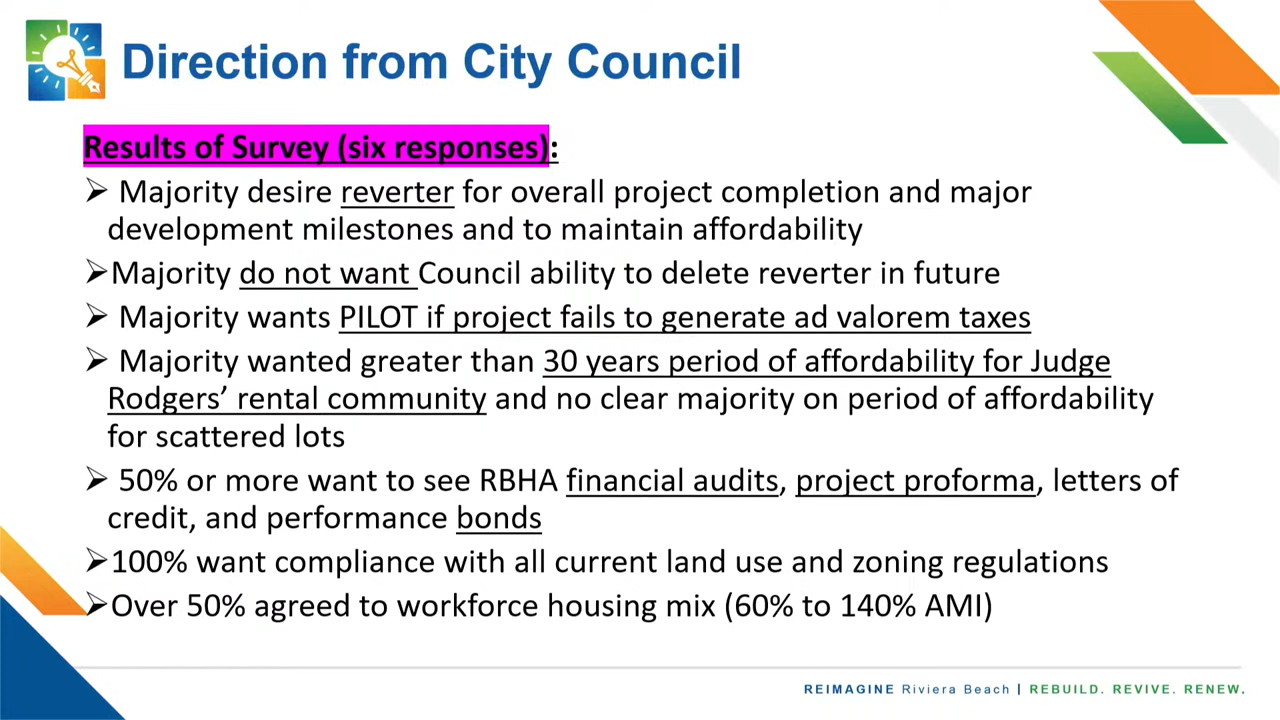 Direction from City Council
Results of Survey (six responses):
➢ Majority desire reverter for overall project completion and major
development milestones and to maintain affordability
➢Majority do not want Council ability to delete reverter in future
➢ Majority wants PILOT if project fails to generate ad valorem taxes
➢ Majority wanted greater than 30 years period of affordability for Judge
Rodgers’ rental community and no clear majority on period of affordability
for scattered lots
➢ 50% or more want to see RBHA financial audits, project proforma, letters of
credit, and performance bonds
➢100% want compliance with all current land use and zoning regulations
➢Over 50% agreed to workforce housing mix (60% to 140% AMI)
REIMAGINE Riviera Beach | REBUILD. REVIVE. RENEW.